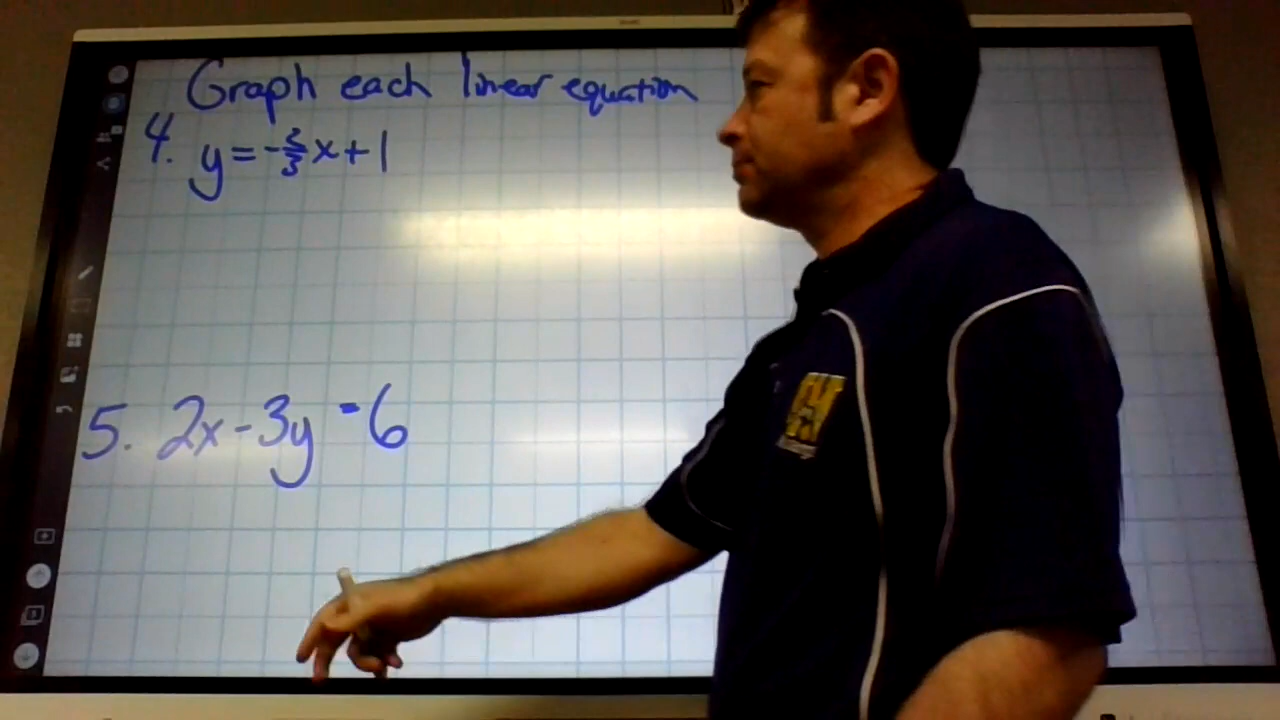 Graph each linear equation
4. y=-2/3x+1
5. 2x-3y = 6